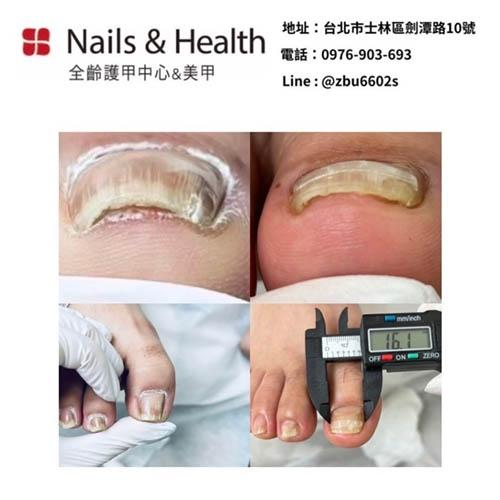 Nails & Health
全齡護甲中心&美甲
地址：台北市士林區劍潭路10號
電話：0976-903-693
Line : @zbu6602s
mm/inch
16.1
OFF ON ZERO